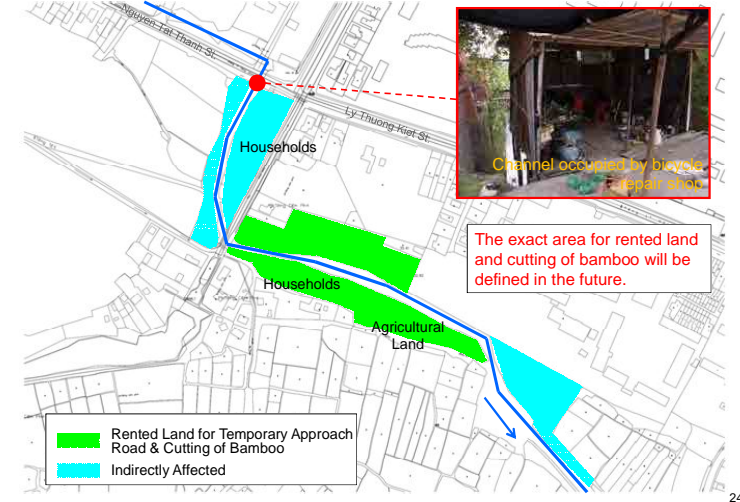 Nguyen Tat Thanh St.
Ly Thuong Kiet St.
Households
Channel occupied by bicycle
repair shop
The exact area for rented land
and cutting of bamboo will be
defined in the future.
Households
Agricultural
Land
Rented Land for Temporary Approach
Road & Cutting of Bamboo
Indirectly Affected
24